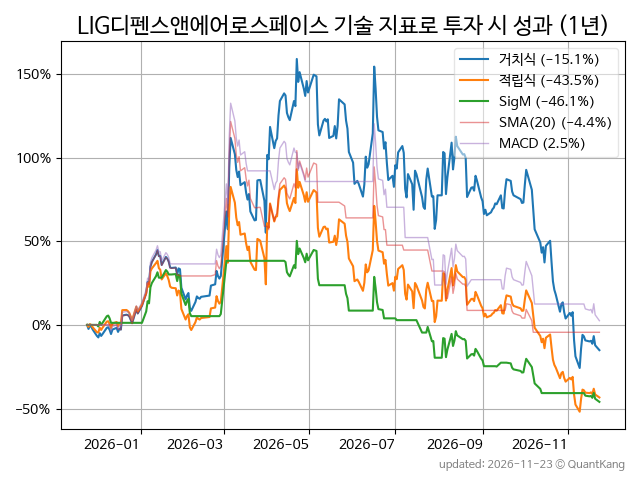 LIG디펜스앤에어로스페이스 기술 지표로 투자 시 성과 (1년)
거치식 (−15.1%)
적립식 (−43.5%)
SigM (−46.1%)
SMA(20) (−4.4%)
MACD (2.5%)
150%
100%
50%
0%
−50%
2026-01 2026-03 2026-05 2026-07 2026-09 2026-11
updated: 2026-11-23 © QuantKang